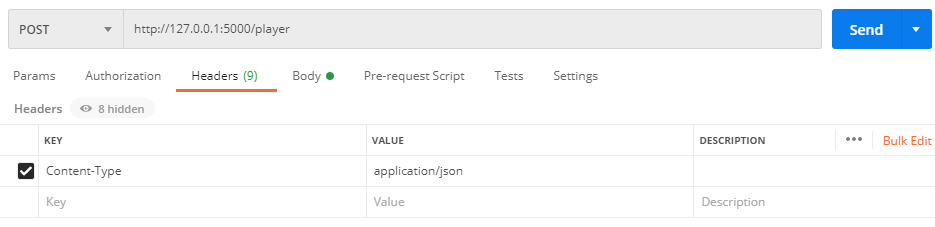 POST http://127.0.0.1:5000/player Send
Params Authorization Headers (9) Body Pre-request Script Tests Settings
Headers 8 hidden
KEY VALUE DESCRIPTION ••• Bulk Edit
Content-Type application/json
Key Value Description